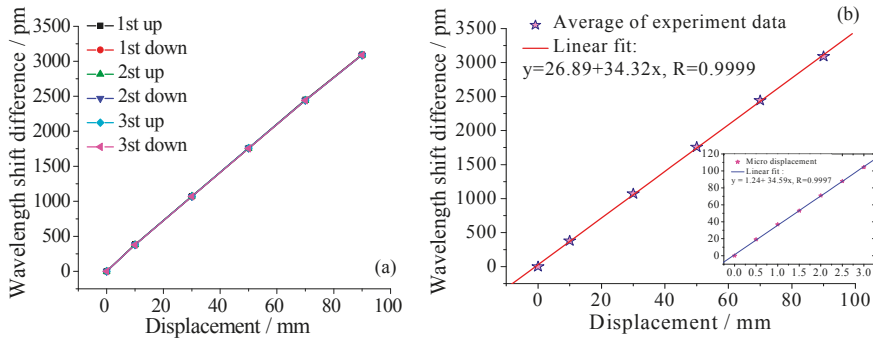 1st up
1st down
2st up
2st down
3st up
3st down
(a)
3500
3000
2500
2000
1500
1000
500
0
0 20 40 60 80 100
Wavelength shift difference / pm
Displacement / mm
(b)
Average of experiment data
Linear fit:
y=26.89+34.32x, R=0.9999
3500
3000
2500
2000
1500
1000
500
0
0 20 40 60 80 100
Wavelength shift difference / pm
Displacement / mm
Micro displacement
Linear fit :
y = 1.24+ 34.59x, R=0.9997
120
100
80
60
40
20
0
0.0 0.5 1.0 1.5 2.0 2.5 3.0